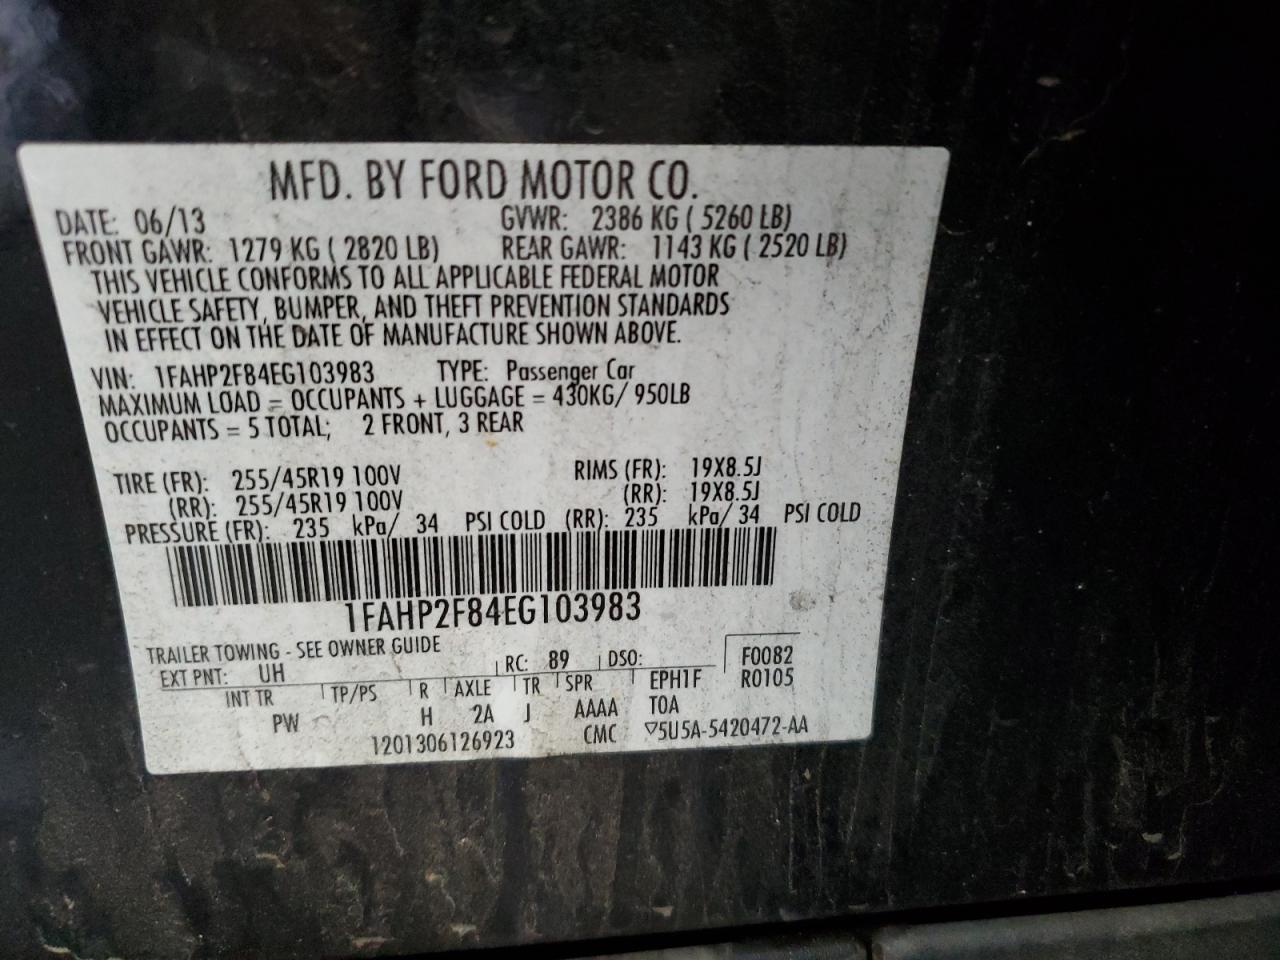 MFD. BY FORD MOTOR CO.
DATE: 06/13 GVWR: 2386 KG ( 5260 LB)
FRONT GAWR: 1279 KG ( 2820 LB) REAR GAWR: 1143 KG ( 2520 LB)
THIS VEHICLE CONFORMS TO ALL APPLICABLE FEDERAL MOTOR
VEHICLE SAFETY, BUMPER, AND THEFT PREVENTION STANDARDS
IN EFFECT ON THE DATE OF MANUFACTURE SHOWN ABOVE.
VIN: 1FAHP2F84EG103983 TYPE: Passenger Car
MAXIMUM LOAD = OCCUPANTS + LUGGAGE = 430KG/ 950LB
OCCUPANTS = 5 TOTAL; 2 FRONT, 3 REAR
TIRE (FR): 255/45R19 100V RIMS (FR): 19X8.5J
(RR): 255/45R19 100V (RR): 19X8.5J
PRESSURE (FR): 235 kPa/ 34 PSI COLD (RR): 235 kPa/ 34 PSI COLD
1FAHP2F84EG103983
TRAILER TOWING - SEE OWNER GUIDE
EXT PNT: UH RC: 89 DSO: F0082
INT TR TP/PS R AXLE TR SPR EPH1F R0105
PW H 2A J AAAA TOA
1201306126923 CMC ▽5U5A-5420472-AA